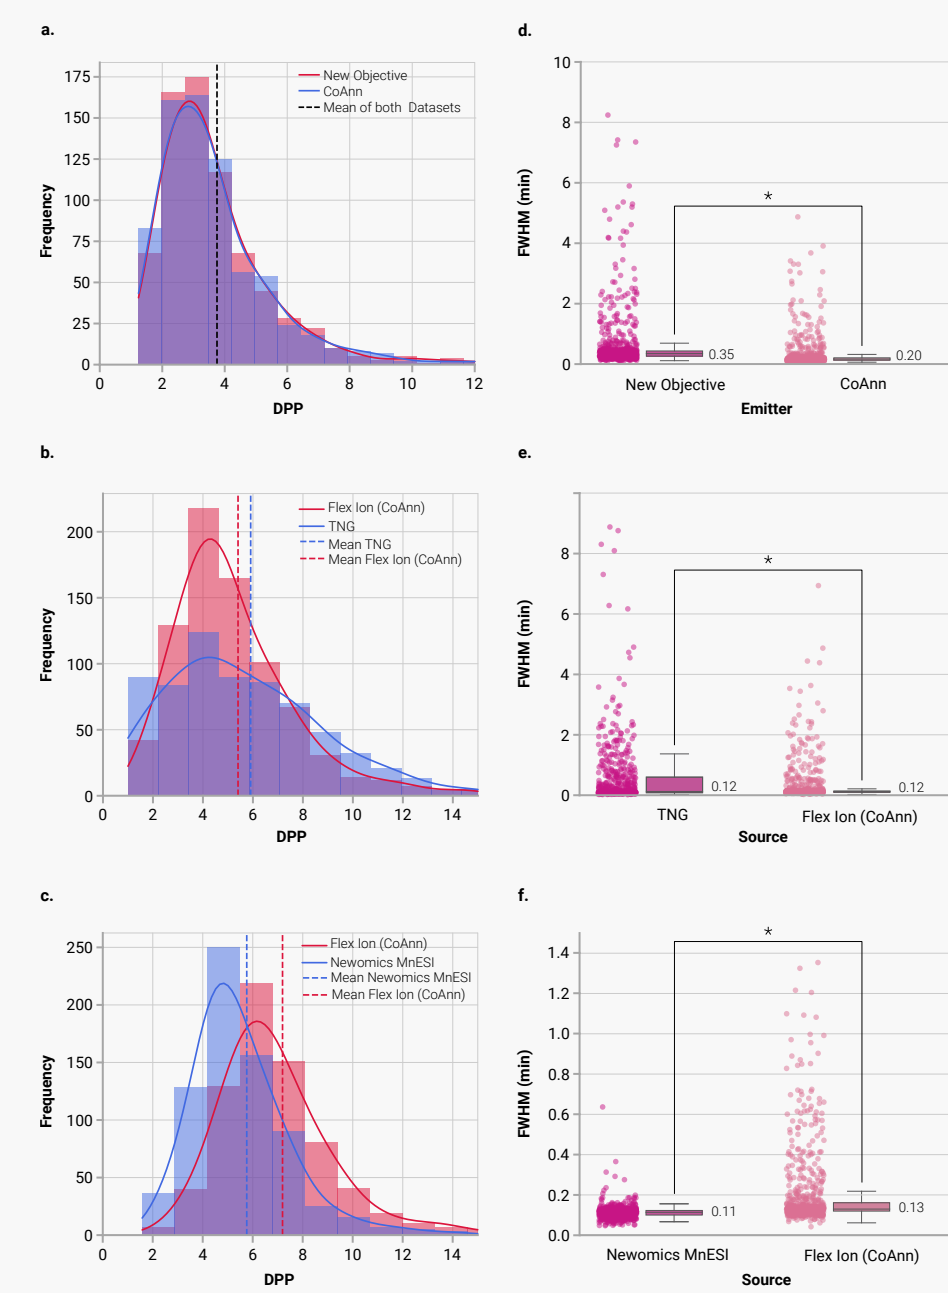 a.
175
150
125
100
75
50
25
0
Frequency
0 2 4 6 8 10 12
DPP
New Objective
CoAnn
Mean of both Datasets
d.
10
8
6
4
2
0
FWHM (min)
*
0.35
0.20
New Objective CoAnn
Emitter
b.
200
150
100
50
0
Frequency
0 2 4 6 8 10 12 14
DPP
Flex Ion (CoAnn)
TNG
Mean TNG
Mean Flex Ion (CoAnn)
e.
8
6
4
2
0
FWHM (min)
*
0.12
0.12
TNG Flex Ion (CoAnn)
Source
c.
250
200
150
100
50
0
Frequency
0 2 4 6 8 10 12 14
DPP
Flex Ion (CoAnn)
Newomics MnESI
Mean Newomics MnESI
Mean Flex Ion (CoAnn)
f.
1.4
1.2
1.0
0.8
0.6
0.4
0.2
0.0
FWHM (min)
*
0.11
0.13
Newomics MnESI Flex Ion (CoAnn)
Source